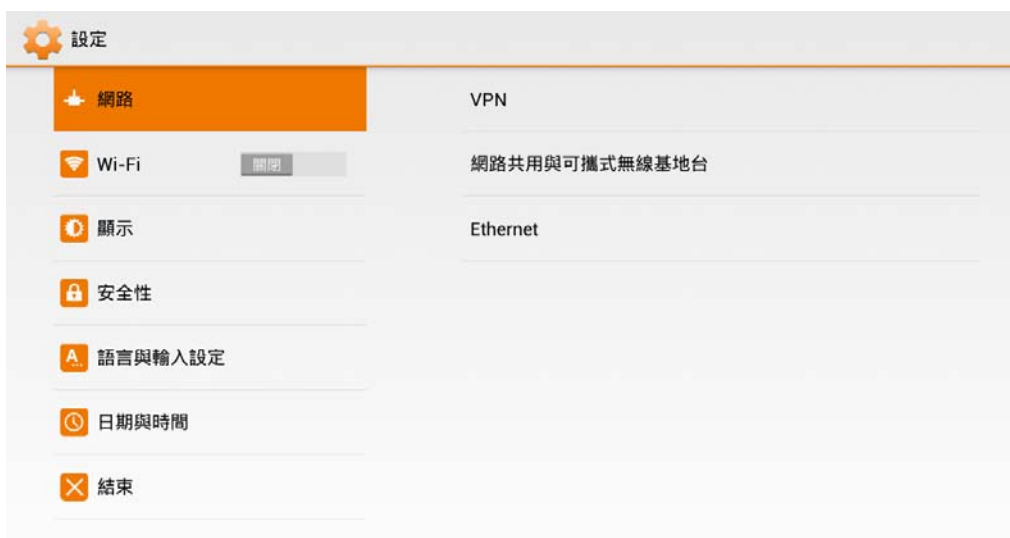 設定
網路
Wi-Fi
關閉
顯示
安全性
語言與輸入設定
日期與時間
結束
VPN
網路共用與可攜式無線基地台
Ethernet